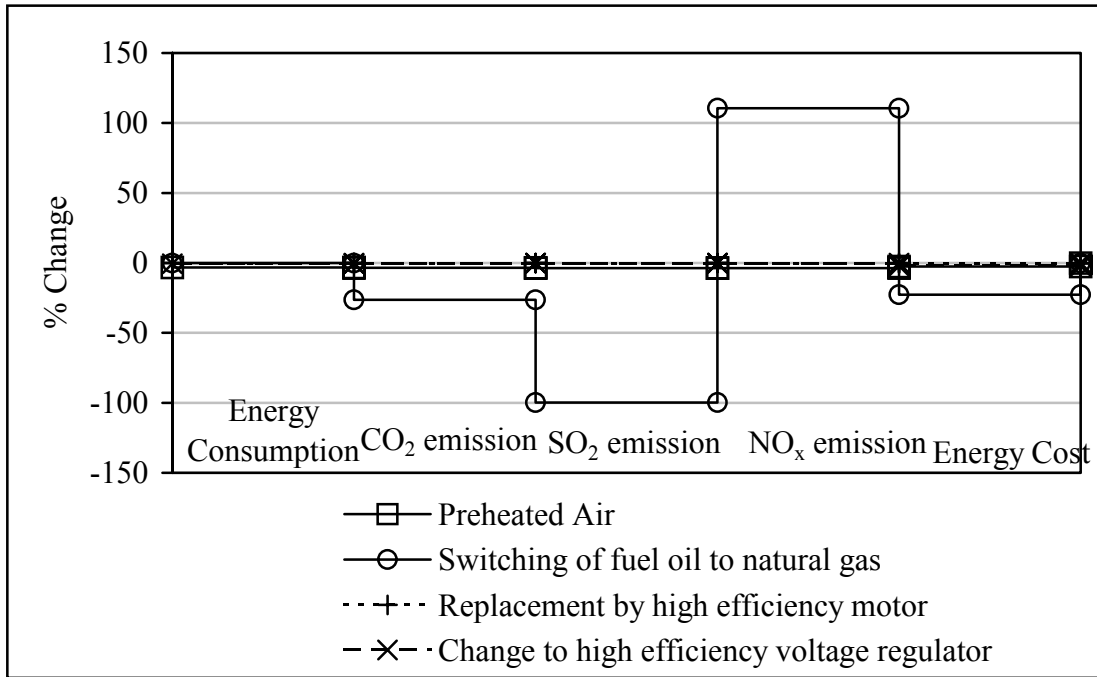 150
100
50
0
-50
-100
-150
% Change
Energy
Consumption
CO₂ emission
SO₂ emission
NOₓ emission
Energy Cost
Preheated Air
Switching of fuel oil to natural gas
Replacement by high efficiency motor
Change to high efficiency voltage regulator